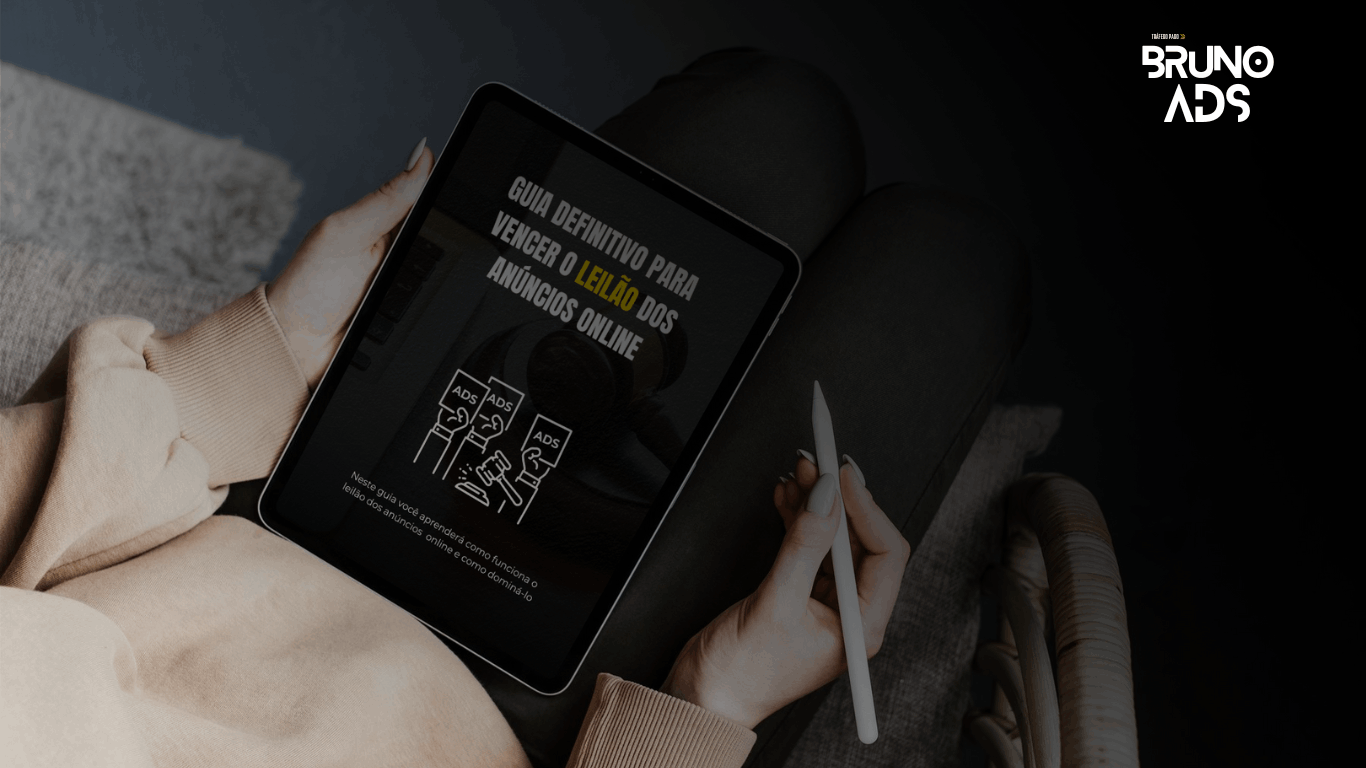 TRÁFEGO PAGO 3D
BRUNO
ADS
GUIA DEFINITIVO PARA
VENCER O LEILÃO DOS
ANÚNCIOS ONLINE
ADS
ADS
ADS
Neste guia você aprenderá como funciona o
leilão dos anúncios online e como dominá-lo